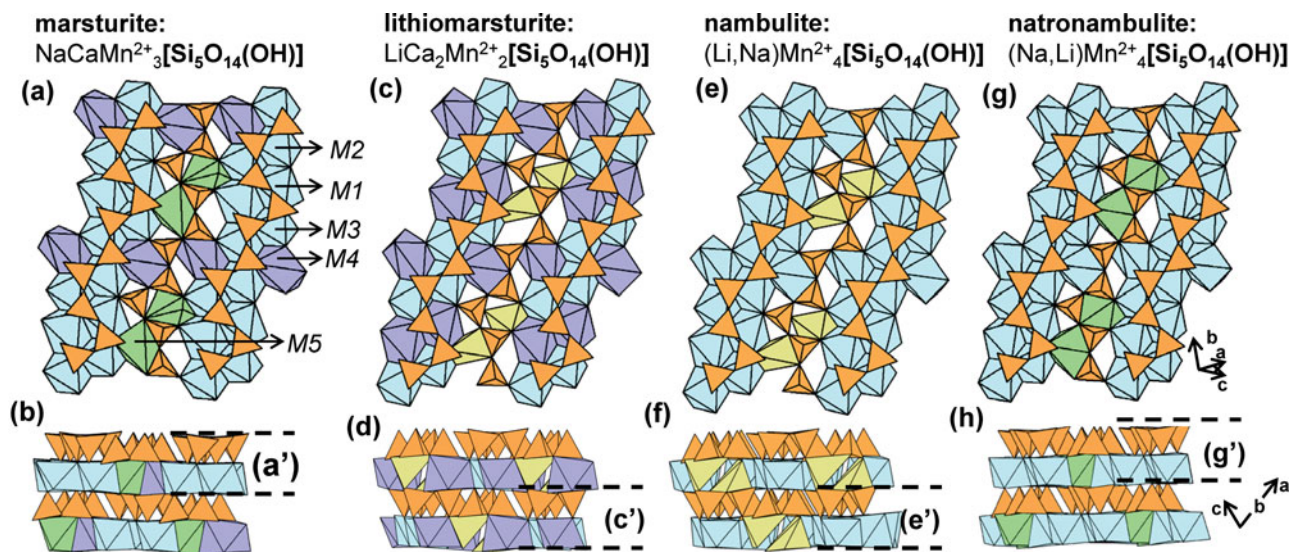 marsturite:
NaCaMn²⁺₃[Si₅O₁₄(OH)]
lithiomarsturite:
LiCa₂Mn²⁺₂[Si₅O₁₄(OH)]
nambulite:
(Li,Na)Mn²⁺₄[Si₅O₁₄(OH)]
natronambulite:
(Na,Li)Mn²⁺₄[Si₅O₁₄(OH)]
(a)
M2
M1
M3
M4
M5
(c)
(e)
(g)
b
a
c
(b)
(a’)
(d)
(c’)
(f)
(e’)
(h)
(g’)
c
b
a